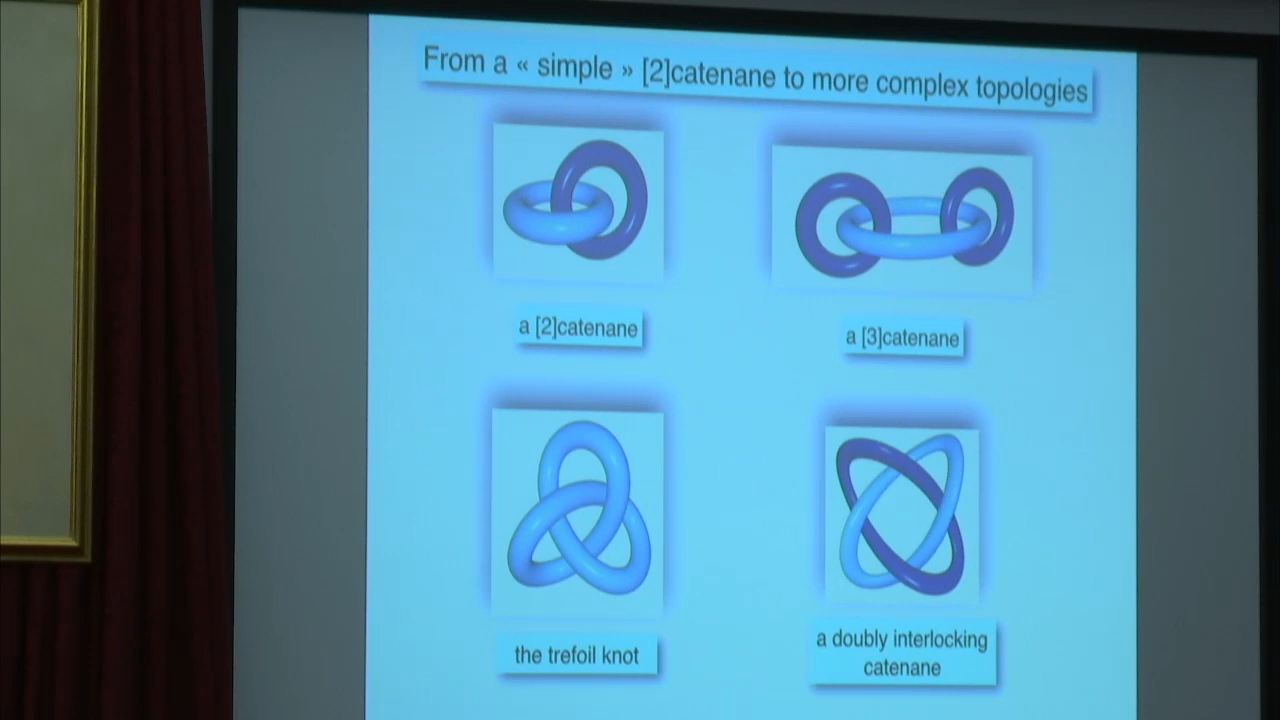 From a « simple » [2]catenane to more complex topologies
a [2]catenane
a [3]catenane
the trefoil knot
a doubly interlocking
catenane